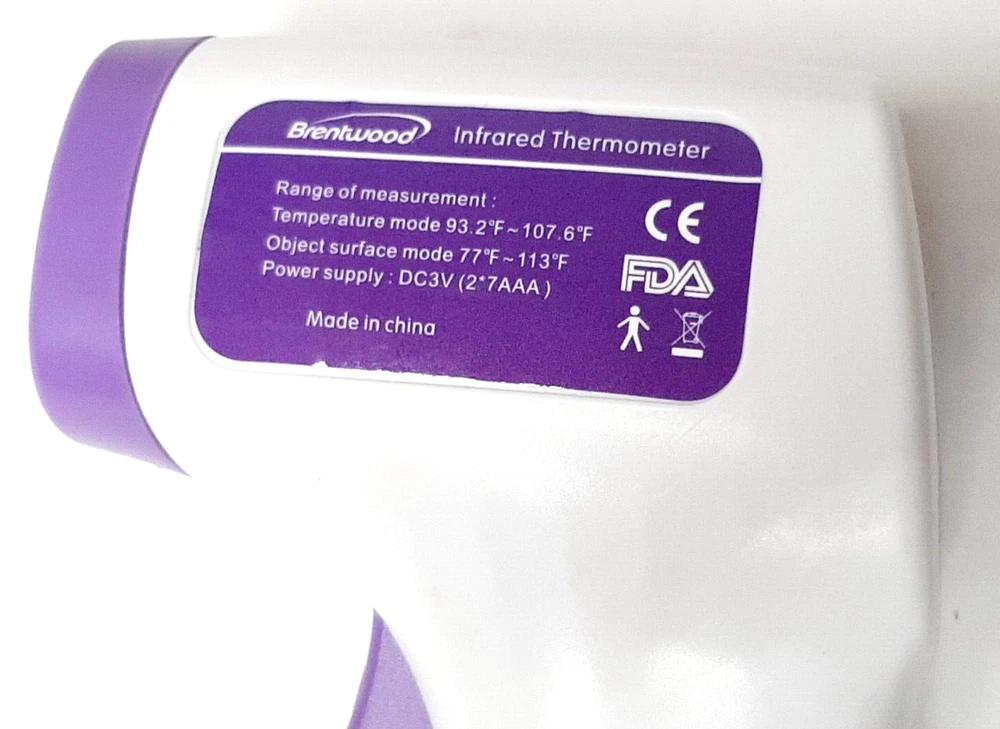 Brentwood Infrared Thermometer
Range of measurement :
Temperature mode 93.2°F~107.6°F
Object surface mode 77°F~113°F
Power supply : DC3V (2*7AAA )
Made in china
CE
FDA